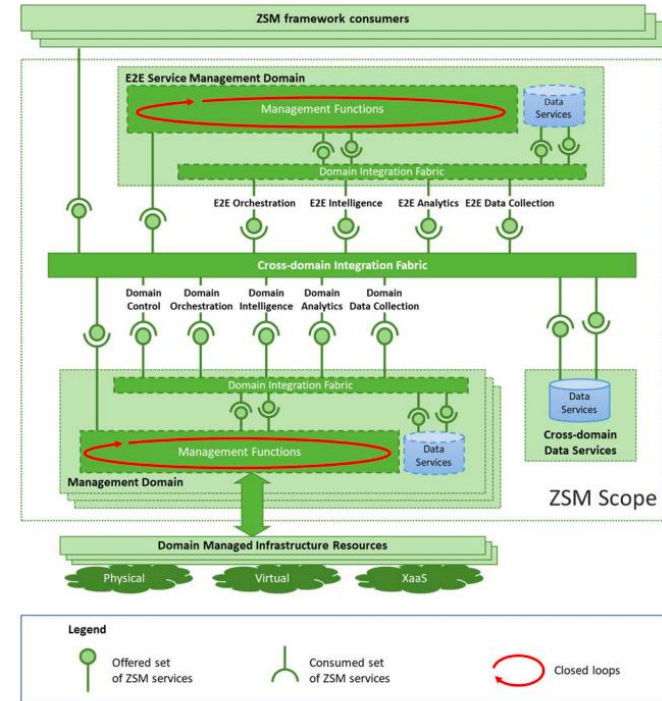 ZSM framework consumers
E2E Service Management Domain
Management Functions
Data
Services
Domain Integration Fabric
E2E Orchestration
E2E Intelligence
E2E Analytics
E2E Data Collection
Cross-domain Integration Fabric
Domain
Control
Domain
Orchestration
Domain
Intelligence
Domain
Analytics
Domain
Data Collection
Domain Integration Fabric
Management Functions
Data
Services
Management Domain
Data
Services
Cross-domain
Data Services
ZSM Scope
Domain Managed Infrastructure Resources
Physical
Virtual
XaaS
Legend
Offered set
of ZSM services
Consumed set
of ZSM services
Closed loops